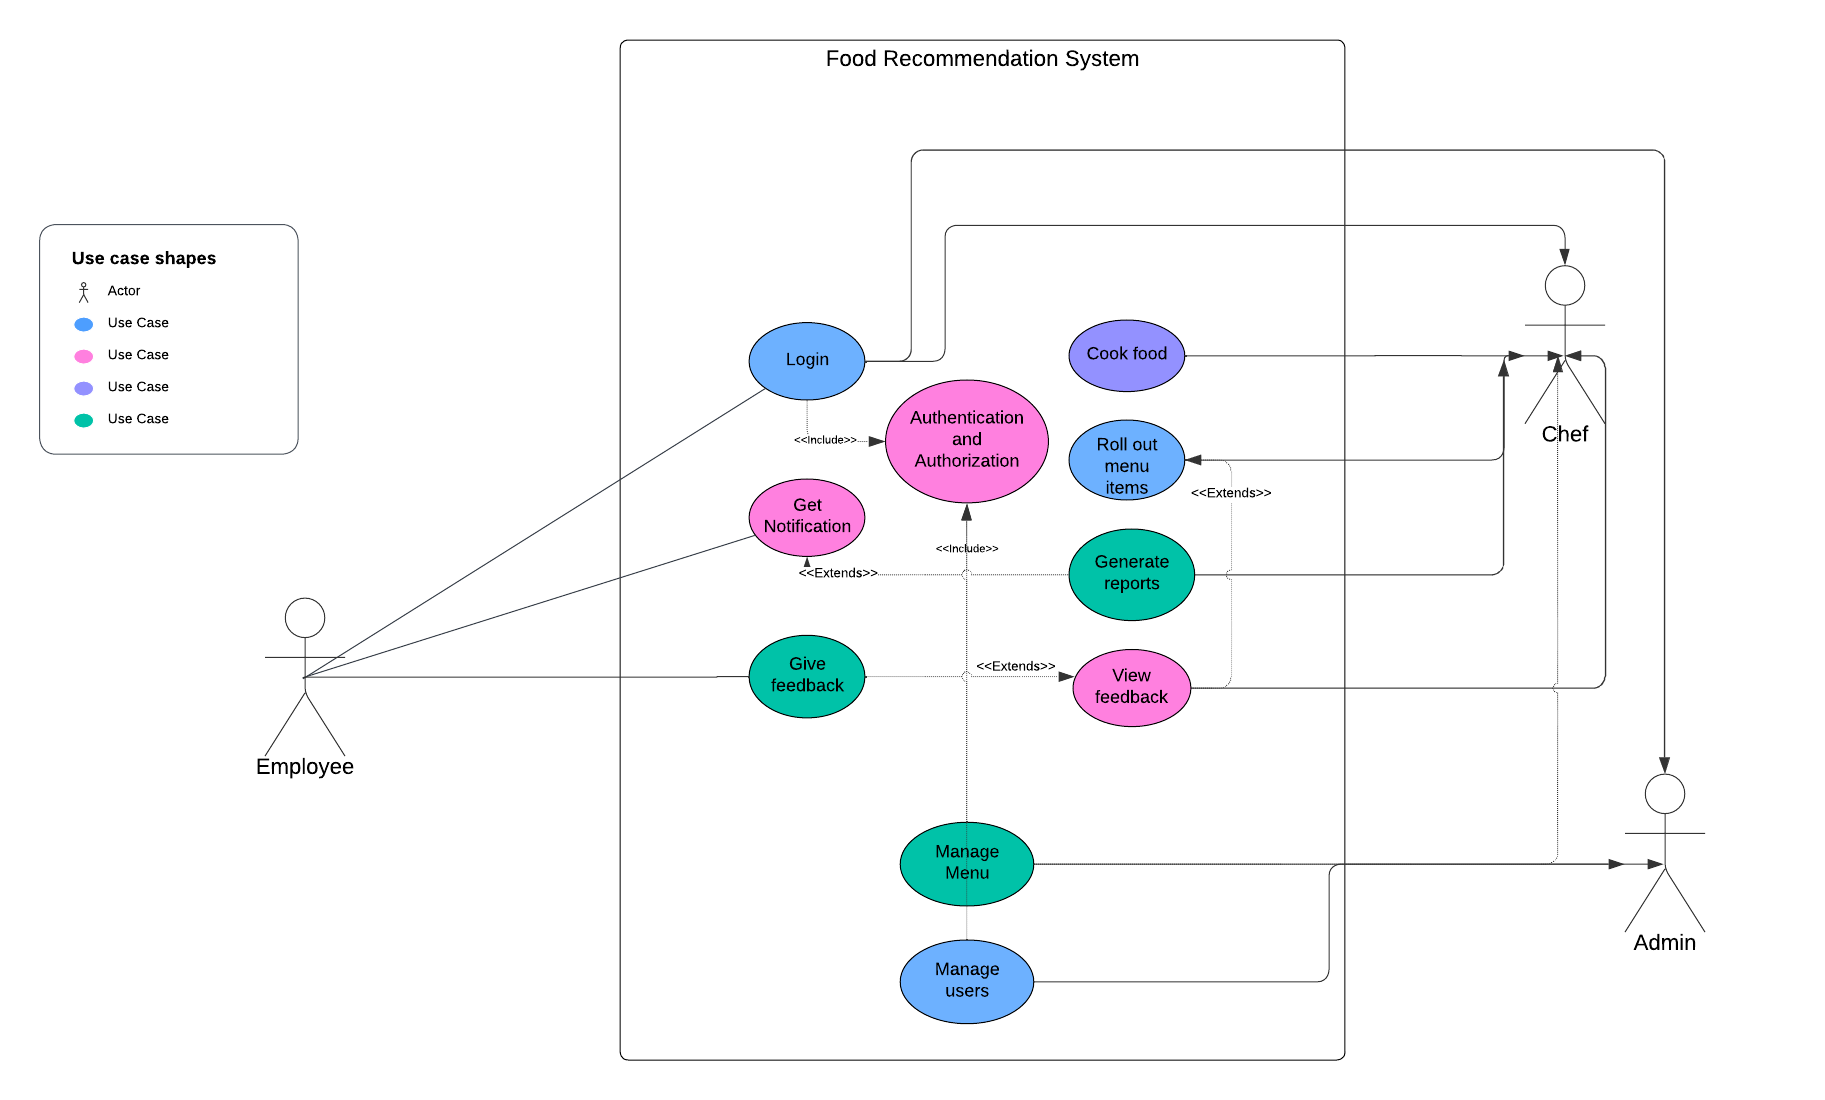 Food Recommendation System
Use case shapes
Actor
Use Case
Use Case
Use Case
Use Case
Login
Cook food
Authentication
and
Authorization
<<Include>>
Roll out
menu
items
Chef
<<Extends>>
Get
Notification
<<Include>>
<<Extends>>
Generate
reports
Give
feedback
<<Extends>>
View
feedback
Employee
Manage
Menu
Admin
Manage
users